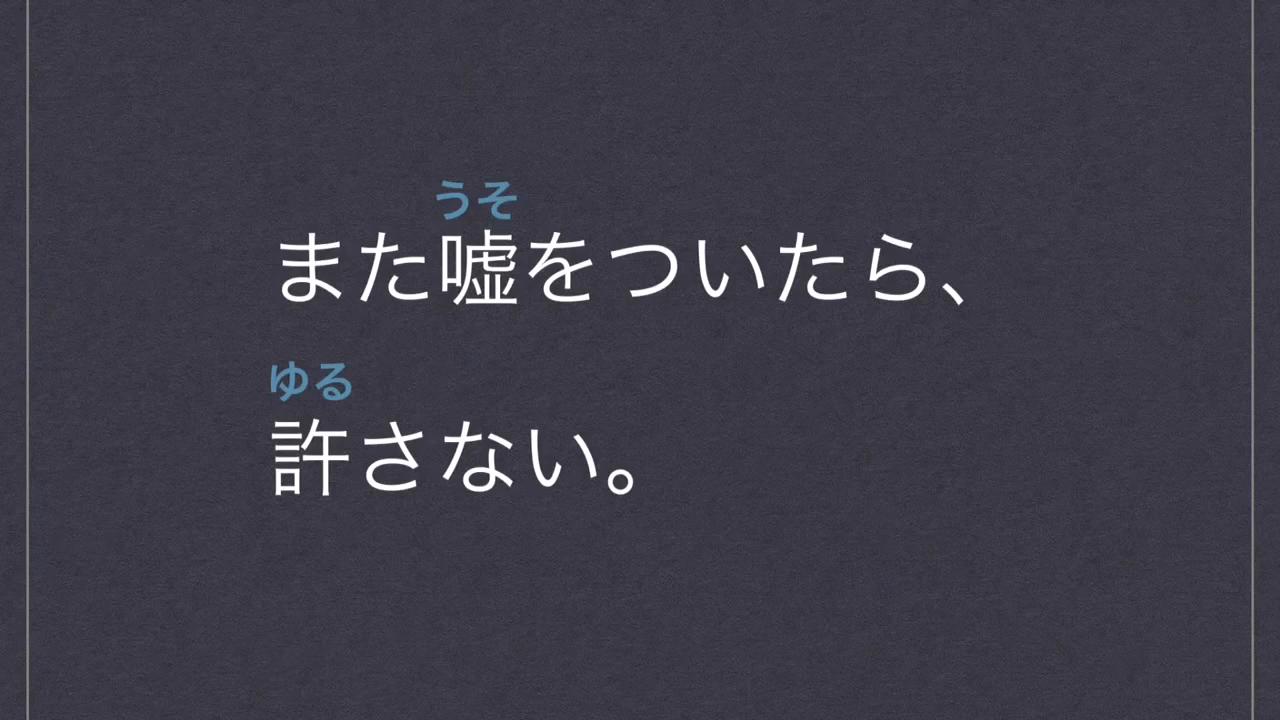 うそ
また嘘をついたら、
ゆる
許さない。